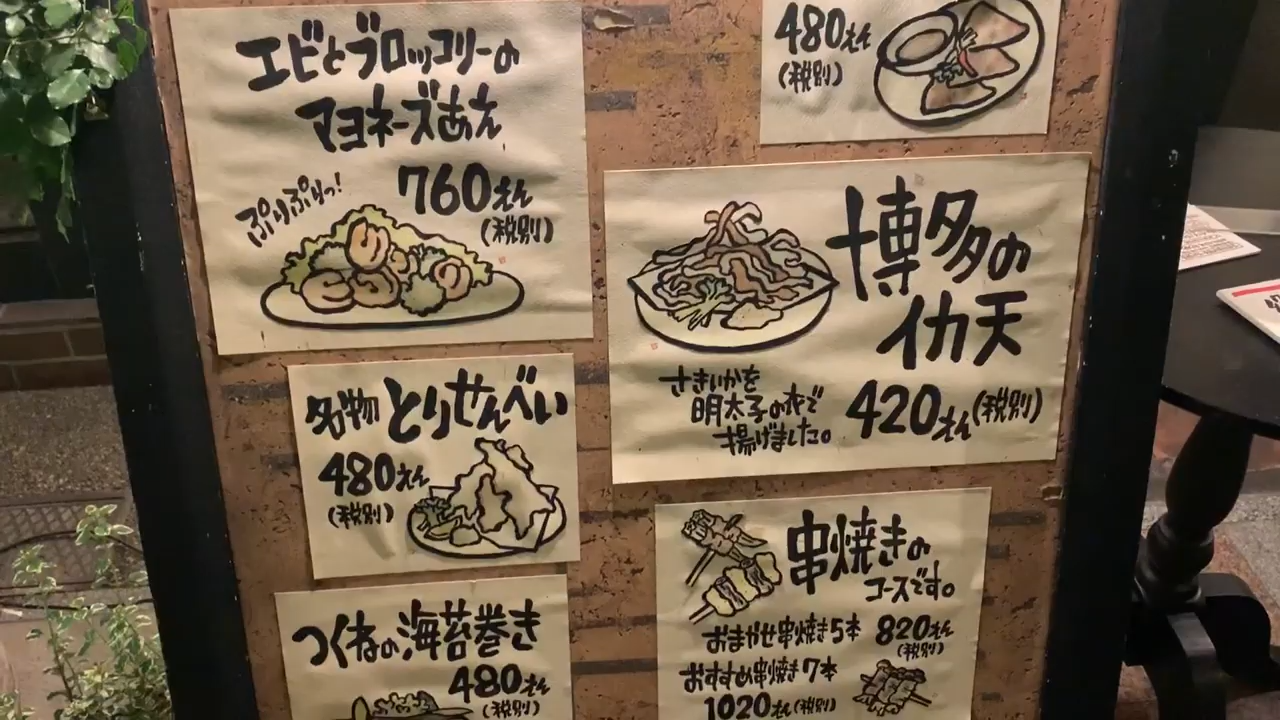 エビとブロッコリーの
マヨネーズあえ
ぷりぷりっ!
760えん
(税別)
480えん
(税別)
博多の
イカ天
さきいかを
明太子の衣で
揚げました。
420えん(税別)
名物 とりせんべい
480えん
(税別)
つくねの海苔巻き
480えん
(税別)
串焼きの
コースです。
おまかせ串焼き5本 820えん
(税別)
おすすめ串焼き7本
1020えん(税別)